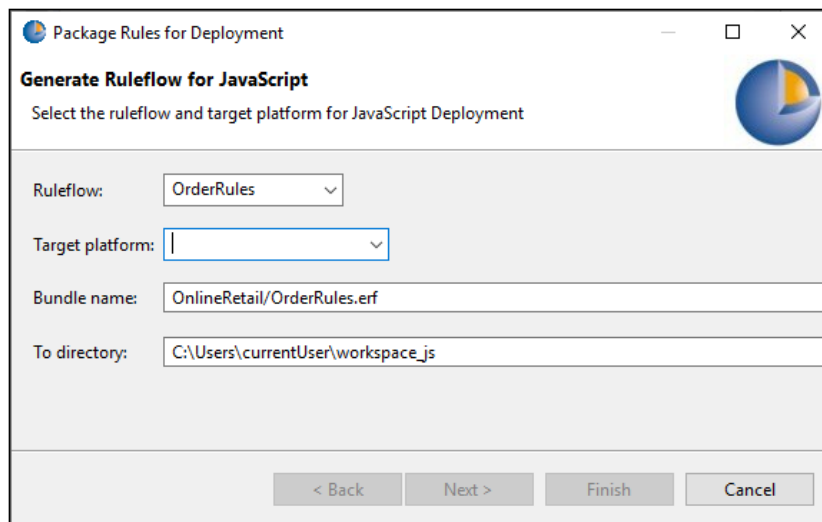 Package Rules for Deployment
Generate Ruleflow for JavaScript
Select the ruleflow and target platform for JavaScript Deployment
Ruleflow: OrderRules
Target platform:
Bundle name: OnlineRetail/OrderRules.erf
To directory: C:\Users\currentUser\workspace_js
< Back Next > Finish Cancel